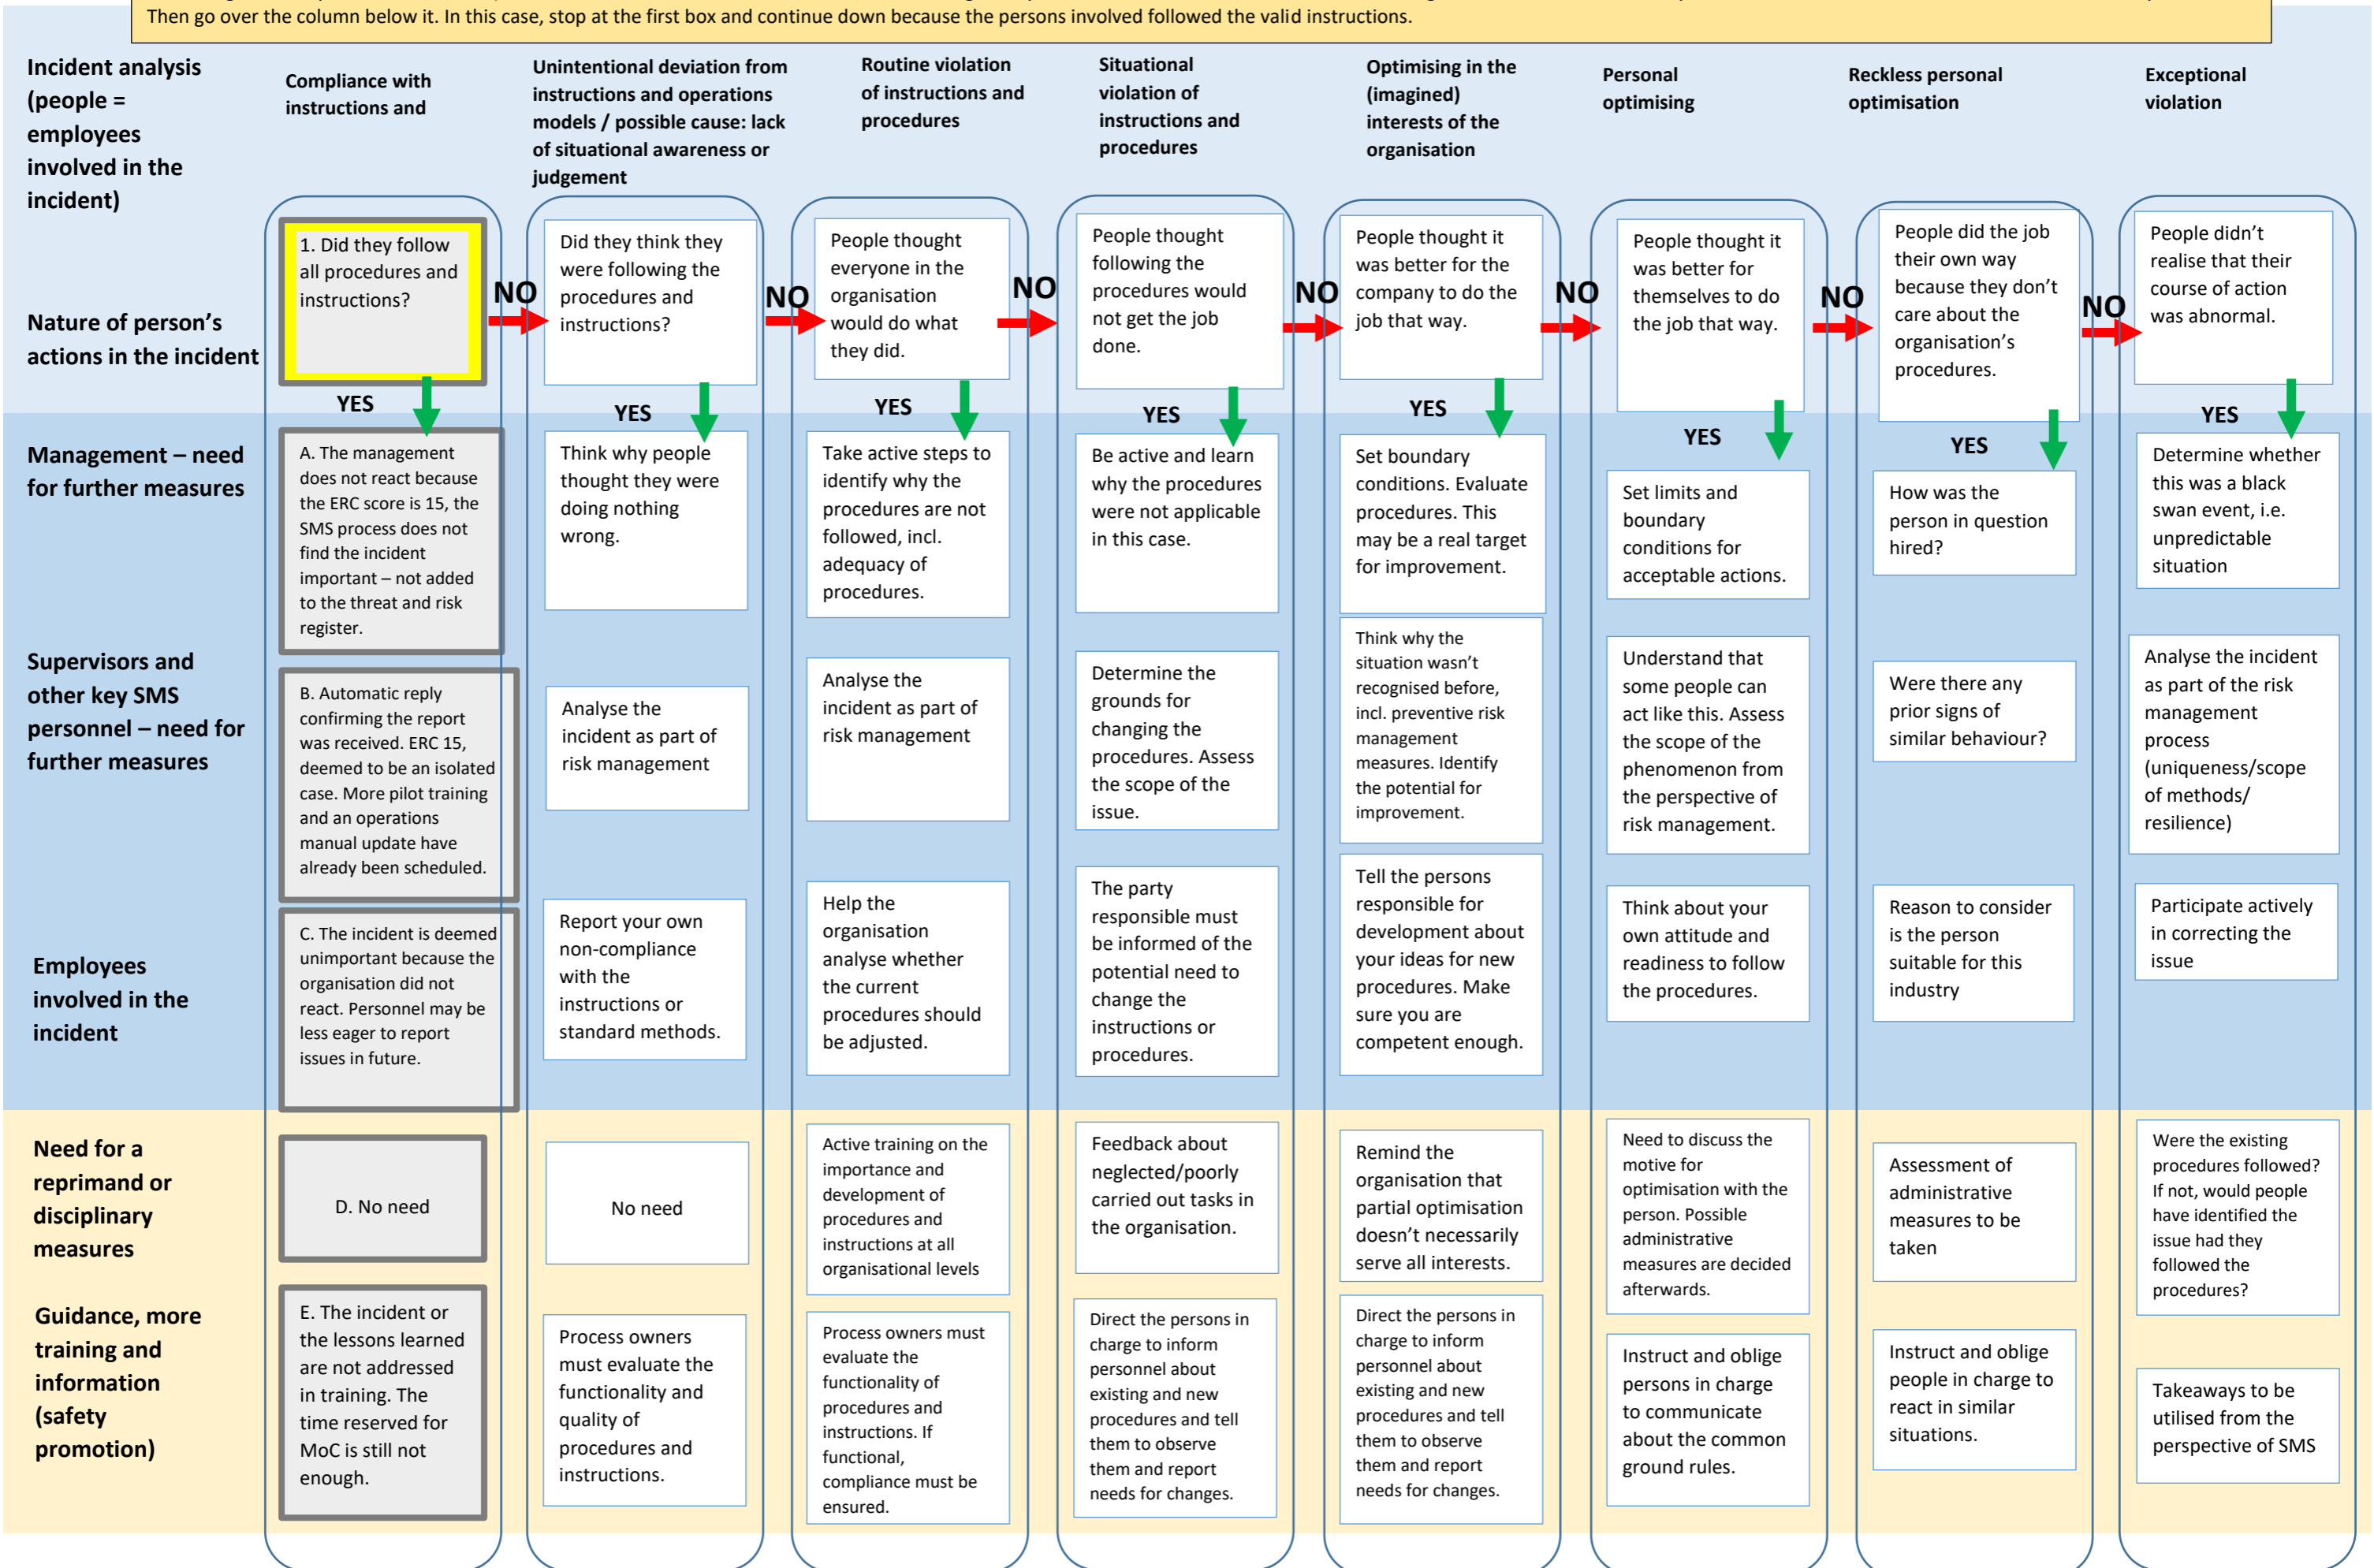 Then go over the column below it. In this case, stop at the first box and continue down because the persons involved followed the valid instructions.
Incident analysis
(people =
employees
involved in the
incident)
Compliance with
instructions and
Unintentional deviation from
instructions and operations
models / possible cause: lack
of situational awareness or
judgement
Routine violation
of instructions and
procedures
Situational
violation of
instructions and
procedures
Optimising in the
(imagined)
interests of the
organisation
Personal
optimising
Reckless personal
optimisation
Exceptional
violation
Nature of person's
actions in the incident
1. Did they follow
all procedures and
instructions?
NO
Did they think they
were following the
procedures and
instructions?
NO
People thought
everyone in the
organisation
would do what
they did.
NO
People thought
following the
procedures would
not get the job
done.
NO
People thought it
was better for the
company to do the
job that way.
NO
People thought it
was better for
themselves to do
the job that way.
NO
People did the job
their own way
because they don't
care about the
organisation's
procedures.
NO
People didn't
realise that their
course of action
was abnormal.
YES
YES
YES
YES
YES
YES
YES
YES
Management – need
for further measures
A. The management
does not react because
the ERC score is 15, the
SMS process does not
find the incident
important – not added
to the threat and risk
register.
Think why people
thought they were
doing nothing
wrong.
Take active steps to
identify why the
procedures are not
followed, incl.
adequacy of
procedures.
Be active and learn
why the procedures
were not applicable
in this case.
Set boundary
conditions. Evaluate
procedures. This
may be a real target
for improvement.
Set limits and
boundary
conditions for
acceptable actions.
How was the
person in question
hired?
Determine whether
this was a black
swan event, i.e.
unpredictable
situation
Supervisors and
other key SMS
personnel – need for
further measures
B. Automatic reply
confirming the report
was received. ERC 15,
deemed to be an isolated
case. More pilot training
and an operations
manual update have
already been scheduled.
Analyse the
incident as part of
risk management
Analyse the
incident as part of
risk management
Determine the
grounds for
changing the
procedures. Assess
the scope of the
issue.
Think why the
situation wasn't
recognised before,
incl. preventive risk
management
measures. Identify
the potential for
improvement.
Understand that
some people can
act like this. Assess
the scope of the
phenomenon from
the perspective of
risk management.
Were there any
prior signs of
similar behaviour?
Analyse the incident
as part of the risk
management
process
(uniqueness/scope
of methods/
resilience)
Employees
involved in the
incident
C. The incident is deemed
unimportant because the
organisation did not
react. Personnel may be
less eager to report
issues in future.
Report your own
non-compliance
with the
instructions or
standard methods.
Help the
organisation
analyse whether
the current
procedures should
be adjusted.
The party
responsible must
be informed of the
potential need to
change the
instructions or
procedures.
Tell the persons
responsible for
development about
your ideas for new
procedures. Make
sure you are
competent enough.
Think about your
own attitude and
readiness to follow
the procedures.
Reason to consider
is the person
suitable for this
industry
Participate actively
in correcting the
issue
Need for a
reprimand or
disciplinary
measures
D. No need
No need
Active training on the
importance and
development of
procedures and
instructions at all
organisational levels
Feedback about
neglected/poorly
carried out tasks in
the organisation.
Remind the
organisation that
partial optimisation
doesn't necessarily
serve all interests.
Need to discuss the
motive for
optimisation with the
person. Possible
administrative
measures are decided
afterwards.
Assessment of
administrative
measures to be
taken
Were the existing
procedures followed?
If not, would people
have identified the
issue had they
followed the
procedures?
Guidance, more
training and
information
(safety
promotion)
E. The incident or
the lessons learned
are not addressed
in training. The
time reserved for
MoC is still not
enough.
Process owners
must evaluate the
functionality and
quality of
procedures and
instructions.
Process owners must
evaluate the
functionality of
procedures and
instructions. If
functional,
compliance must be
ensured.
Direct the persons in
charge to inform
personnel about
existing and new
procedures and tell
them to observe
them and report
needs for changes.
Direct the persons in
charge to inform
personnel about
existing and new
procedures and tell
them to observe
them and report
needs for changes.
Instruct and oblige
persons in charge
to communicate
about the common
ground rules.
Instruct and oblige
people in charge to
react in similar
situations.
Takeaways to be
utilised from the
perspective of SMS